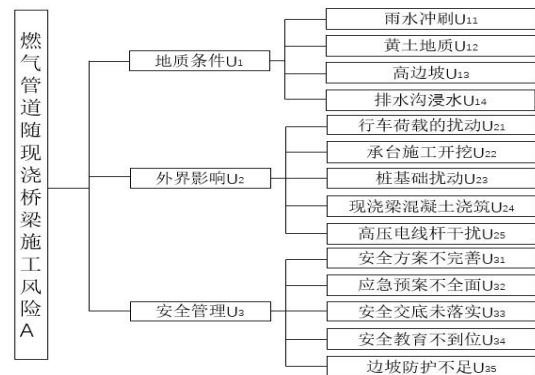 燃气管道随现浇桥梁施工风险A
地质条件U1
雨水冲刷U11
黄土地质U12
高边坡U13
排水沟浸水U14
外界影响U2
行车荷载的扰动U21
承台施工开挖U22
桩基础扰动U23
现浇梁混凝土浇筑U24
高压电线杆干扰U25
安全管理U3
安全方案不完善U31
应急预案不全面U32
安全交底未落实U33
安全教育不到位U34
边坡防护不足U35